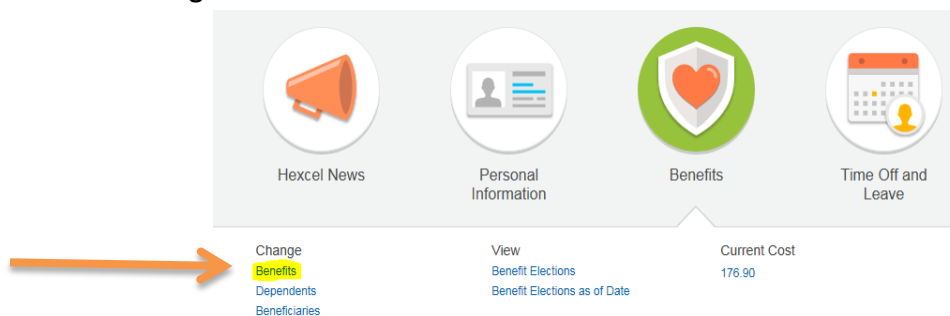 g
Hexcel News
Personal
Information
Benefits
Time Off and
Leave
Change
Benefits
Dependents
Beneficiaries
View
Benefit Elections
Benefit Elections as of Date
Current Cost
176.90